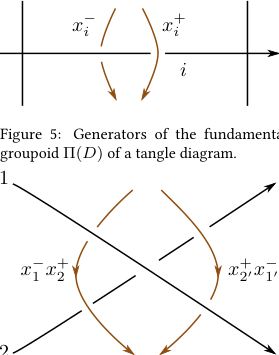 x_i^- x_i^+
i
Figure 5: Generators of the fundamenta
groupoid Π(D) of a tangle diagram.
1
x_1^- x_2^+ x_{2'}^+ x_{1'}^-
2